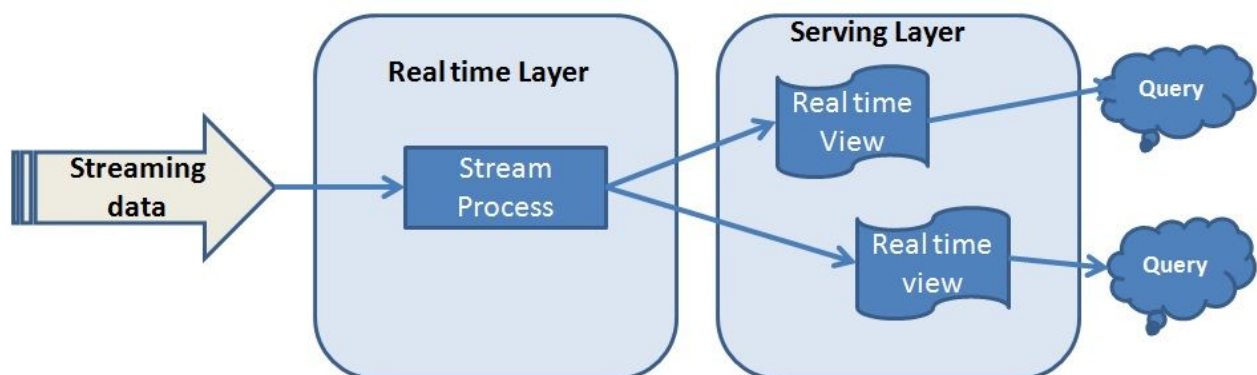 Streaming
data
Real time Layer
Stream
Process
Serving Layer
Real time
View
Real time
view
Query
Query